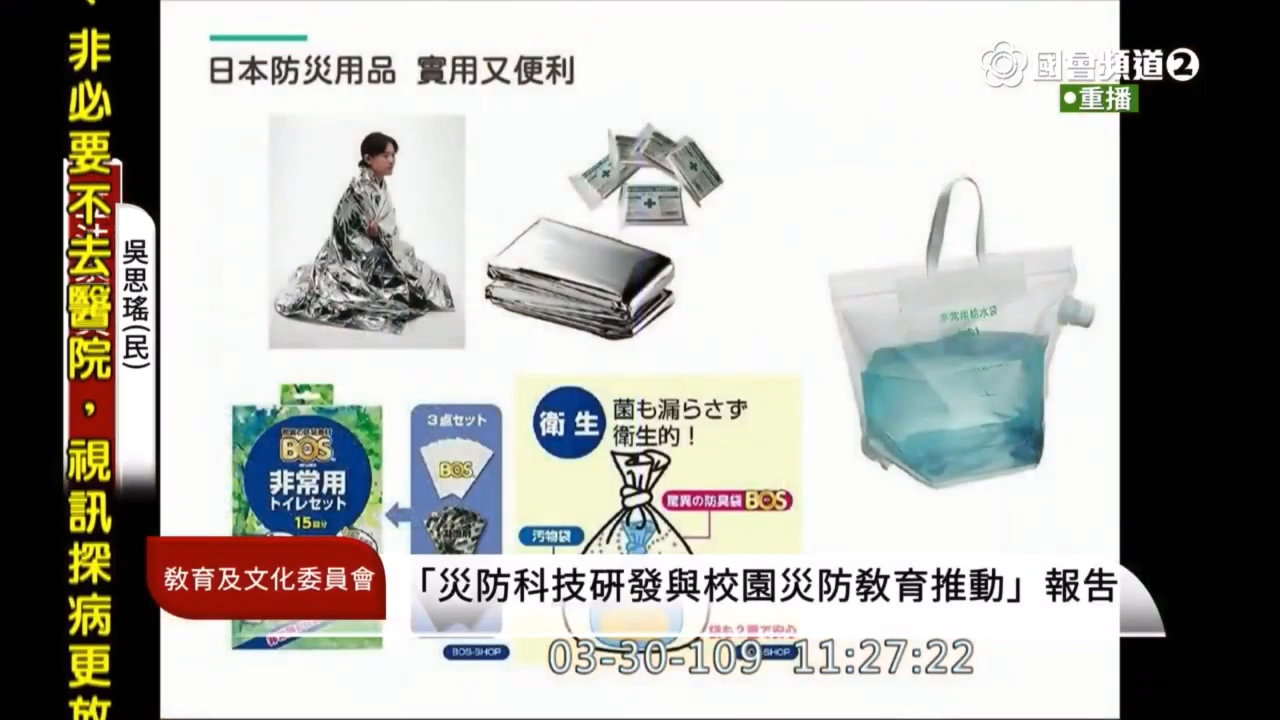 、非必要不去醫院，視訊探病更放
吳思瑤(民)
日本防災用品 實用又便利
國會頻道2
重播
非常用給水袋
BOS
非常用
トイレセット
15回分
3点セット
BOS
衛生
菌も漏らさず
衛生的！
驚異の防臭袋BOS
汚物袋
教育及文化委員會
「災防科技研發與校園災防教育推動」報告
BOS-SHOP
03-30-109 11:27:22